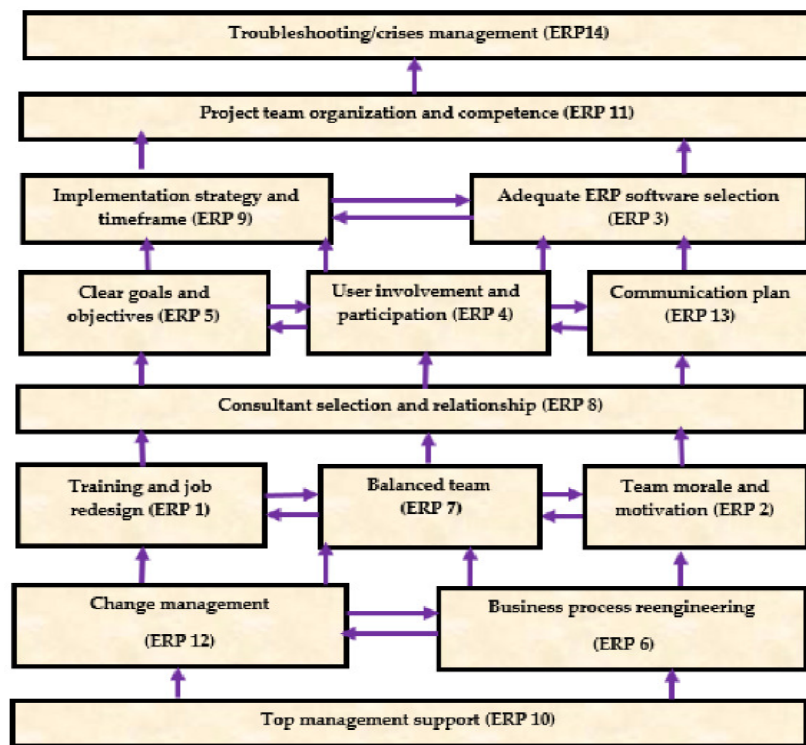 Troubleshooting/crises management (ERP14)
Project team organization and competence (ERP 11)
Implementation strategy and
timeframe (ERP 9)
Adequate ERP software selection
(ERP 3)
Clear goals and
objectives (ERP 5)
User involvement and
participation (ERP 4)
Communication plan
(ERP 13)
Consultant selection and relationship (ERP 8)
Training and job
redesign (ERP 1)
Balanced team
(ERP 7)
Team morale and
motivation (ERP 2)
Change management
(ERP 12)
Business process reengineering
(ERP 6)
Top management support (ERP 10)